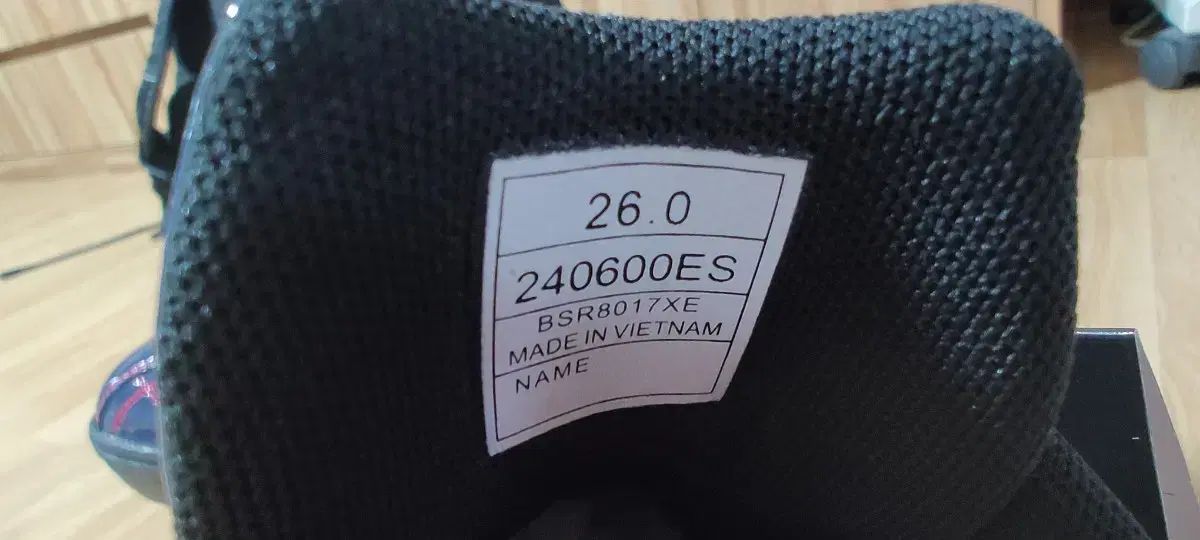 26.0
240600ES
BSR8017XE
MADE IN VIETNAM
NAME